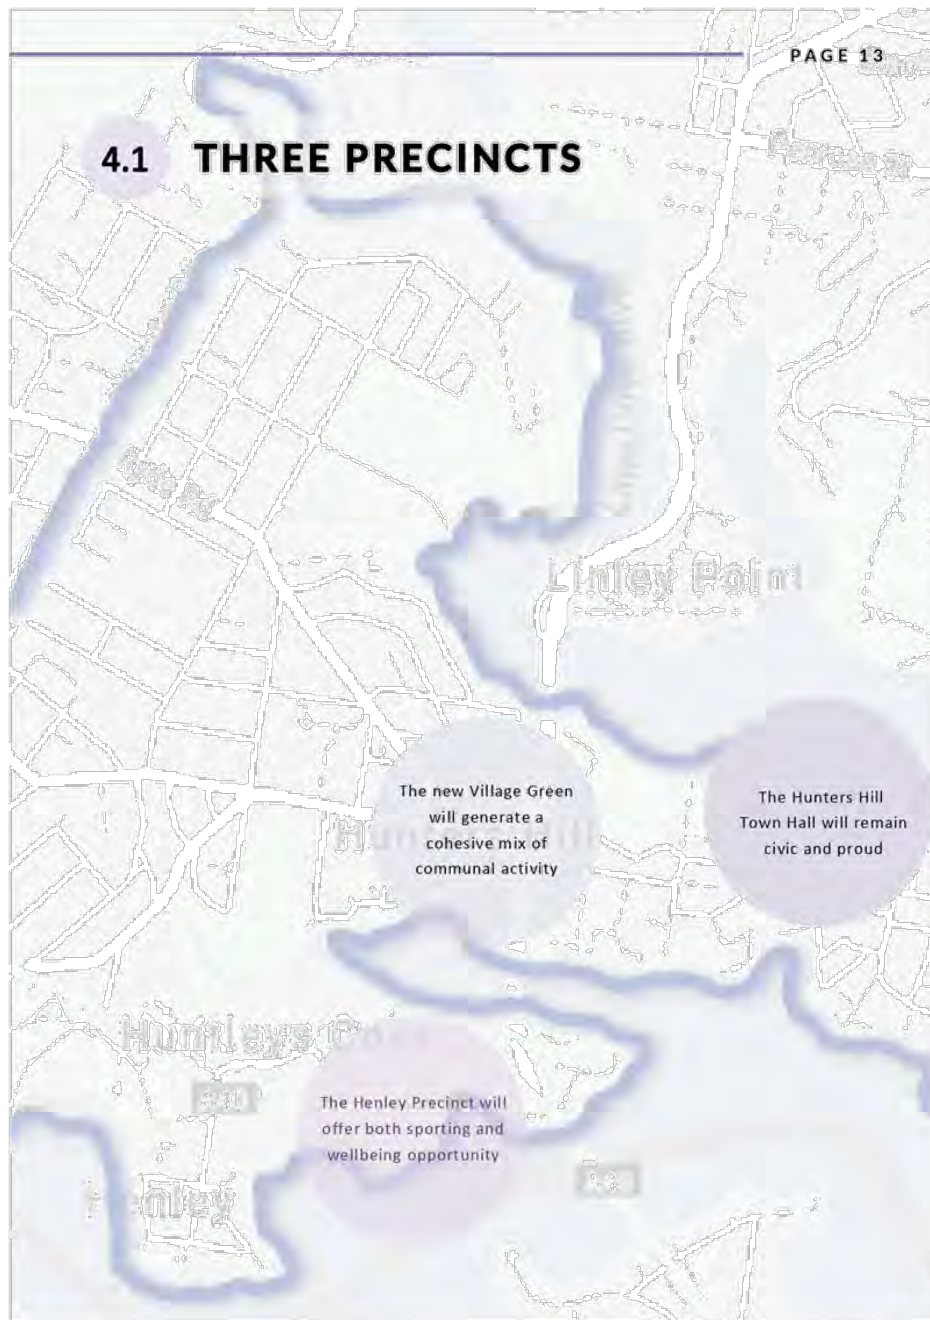 PAGE 13
4.1 THREE PRECINCTS
Linley Point
The new Village Green
will generate a
cohesive mix of
communal activity
The Hunters Hill
Town Hall will remain
civic and proud
Huntleys
The Henley Precinct will
offer both sporting and
wellbeing opportunity